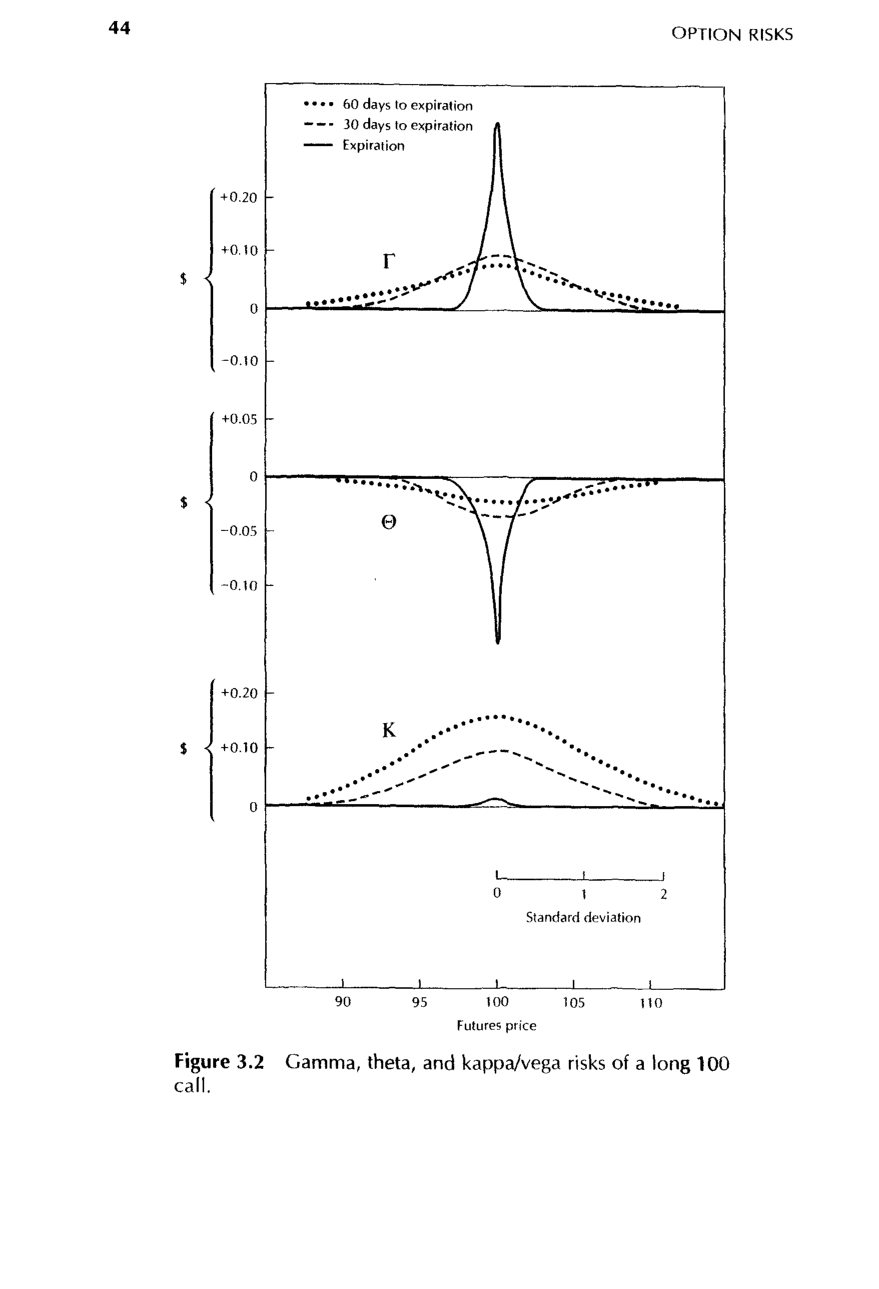 44
OPTION RISKS
60 days to expiration
30 days to expiration
Expiration
+0.20
+0.10
Γ
$
0
−0.10
+0.05
0
$
Θ
−0.05
−0.10
+0.20
K
$
+0.10
0
0 1 2
Standard deviation
90 95 100 105 110
Futures price
Figure 3.2 Gamma, theta, and kappa/vega risks of a long 100
call.